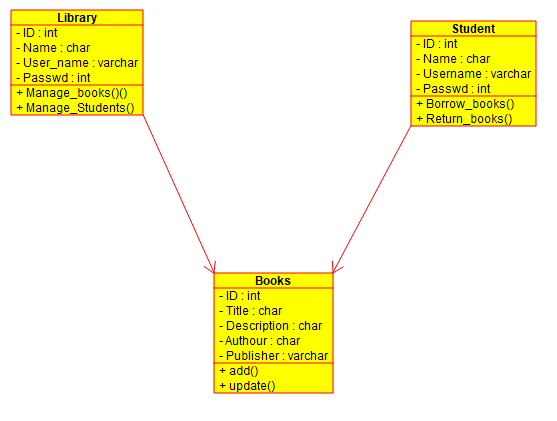 Library
- ID : int
- Name : char
- User_name : varchar
- Passwd : int
+ Manage_books()()
+ Manage_Students()
Student
- ID : int
- Name : char
- Username : varchar
- Passwd : int
+ Borrow_books()
+ Return_books()
Books
- ID : int
- Title : char
- Description : char
- Authour : char
- Publisher : varchar
+ add()
+ update()